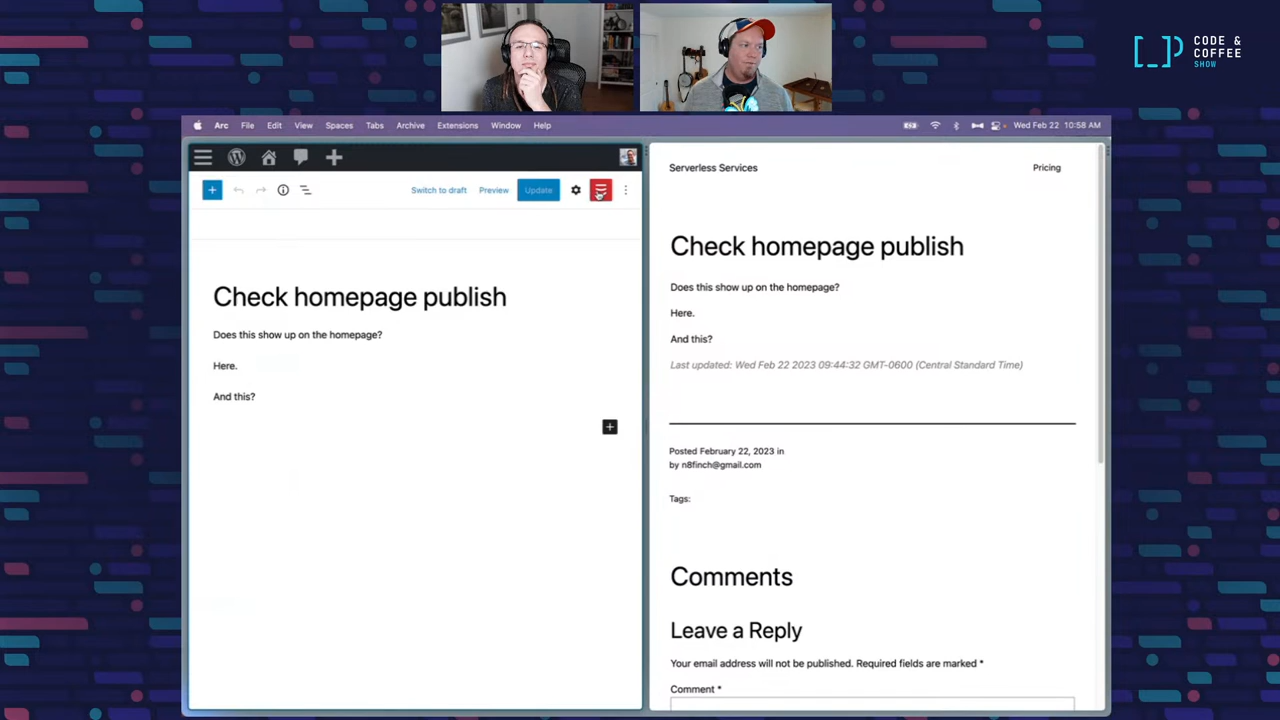 CODE &
COFFEE
SHOW
Arc File Edit View Spaces Tabs Archive Extensions Window Help
Wed Feb 22 10:58 AM
Switch to draft Preview Update
Check homepage publish
Does this show up on the homepage?
Here.
And this?
Serverless Services Pricing
Check homepage publish
Does this show up on the homepage?
Here.
And this?
Last updated: Wed Feb 22 2023 09:44:32 GMT-0600 (Central Standard Time)
Posted February 22, 2023 in
by n8finch@gmail.com
Tags:
Comments
Leave a Reply
Your email address will not be published. Required fields are marked *
Comment *